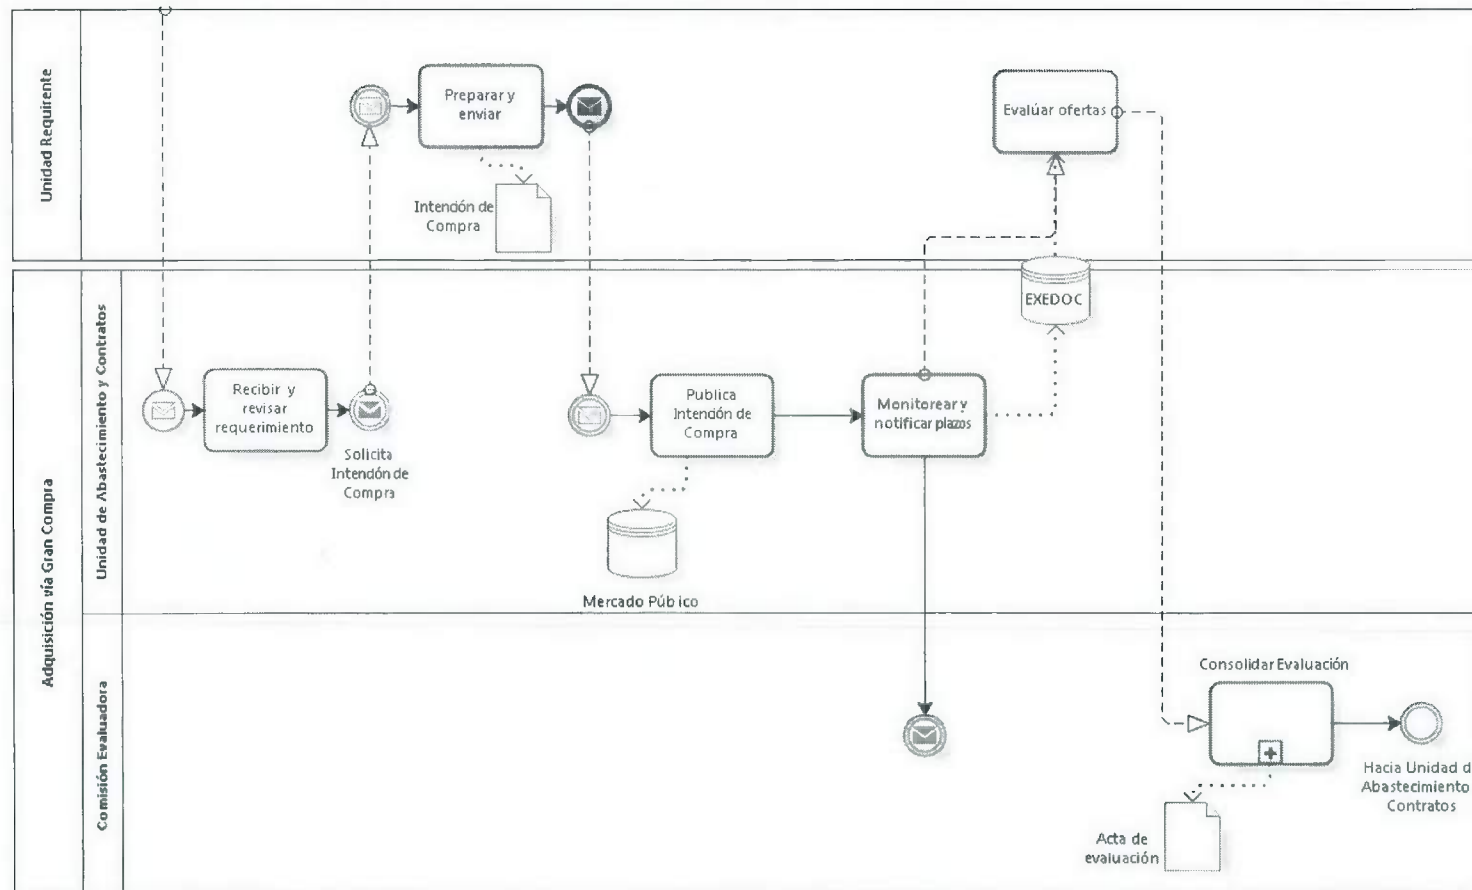 Unidad Requirente
Preparar y
enviar
Intención de
Compra
Evalúar ofertas
Adquisición vía Gran Compra
Unidad de Abastecimiento y Contratos
Recibir y
revisar
requerimiento
Solicita
Intención de
Compra
Publica
Intención de
Compra
Mercado Púb ico
Monitorear y
notificar plazos
EXEDOC
Comisión Evaluadora
Consolidar Evaluación
Acta de
evaluación
Hacia Unidad d
Abastecimiento
Contratos